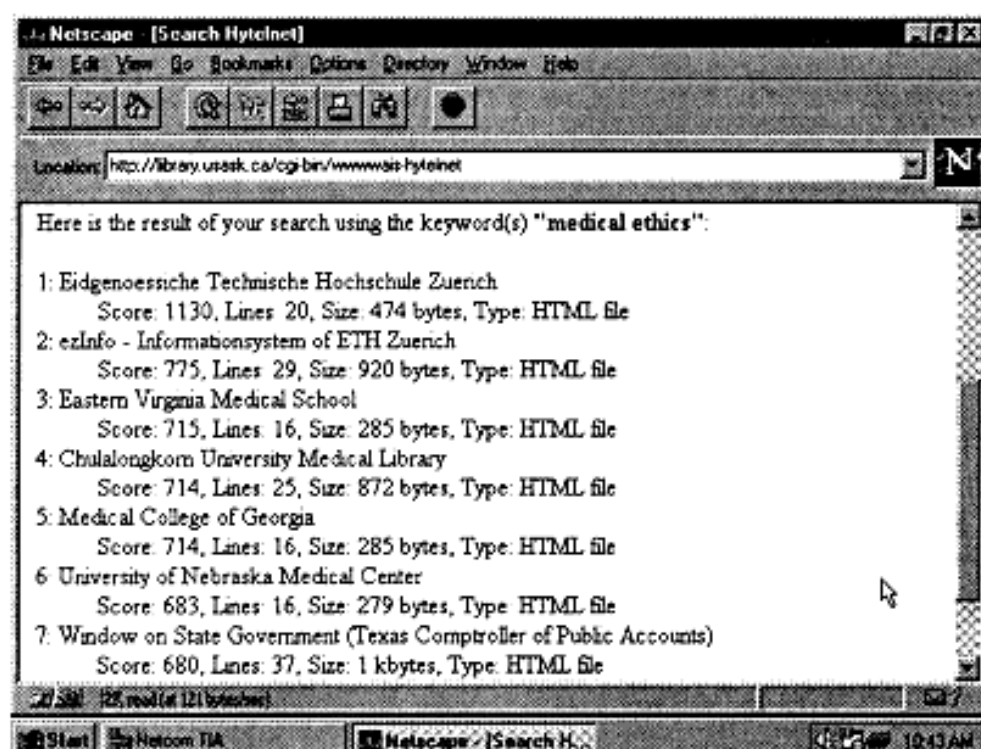 Netscape - [Search Hytelnet]
File Edit View Go Bookmarks Options Directory Window Help
Location: http://library.usask.ca/cgi-bin/wwwwais-hytelnet
N
Here is the result of your search using the keyword(s) "medical ethics":
1: Eidgenoessiche Technische Hochschule Zuerich
Score: 1130, Lines: 20, Size: 474 bytes, Type: HTML file
2: ezInfo - Informationsystem of ETH Zuerich
Score: 775, Lines: 29, Size: 920 bytes, Type: HTML file
3: Eastern Virginia Medical School
Score: 715, Lines: 16, Size: 285 bytes, Type: HTML file
4: Chulalongkorn University Medical Library
Score: 714, Lines: 25, Size: 872 bytes, Type: HTML file
5: Medical College of Georgia
Score: 714, Lines: 16, Size: 285 bytes, Type: HTML file
6: University of Nebraska Medical Center
Score: 683, Lines: 16, Size: 279 bytes, Type: HTML file
7: Window on State Government (Texas Comptroller of Public Accounts)
Score: 680, Lines: 37, Size: 1 kbytes, Type: HTML file
read (at 121 bytes/sec)
Start Netcom TIA Netscape - [Search H... 10:43 AM